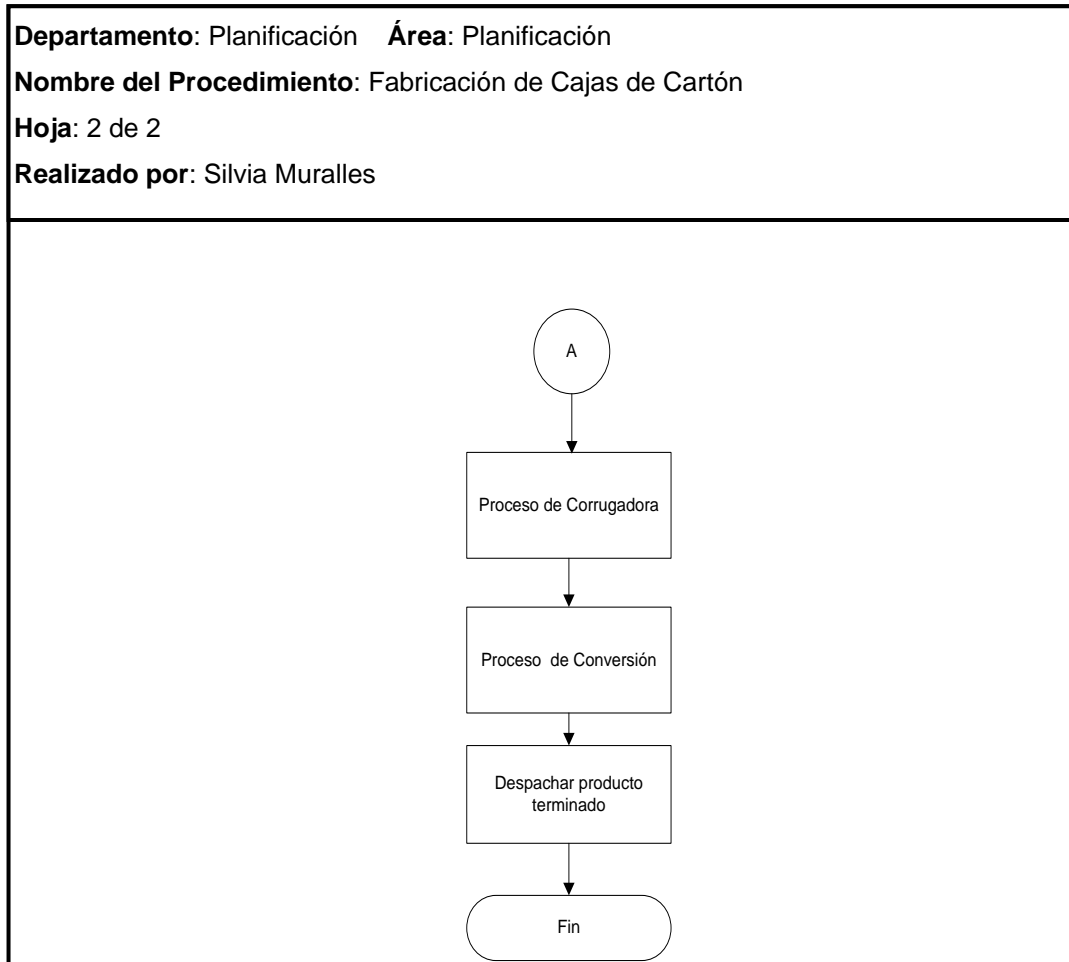 Departamento: Planificación Área: Planificación
Nombre del Procedimiento: Fabricación de Cajas de Cartón
Hoja: 2 de 2
Realizado por: Silvia Muralles
A
Proceso de Corrugadora
Proceso de Conversión
Despachar producto
terminado
Fin